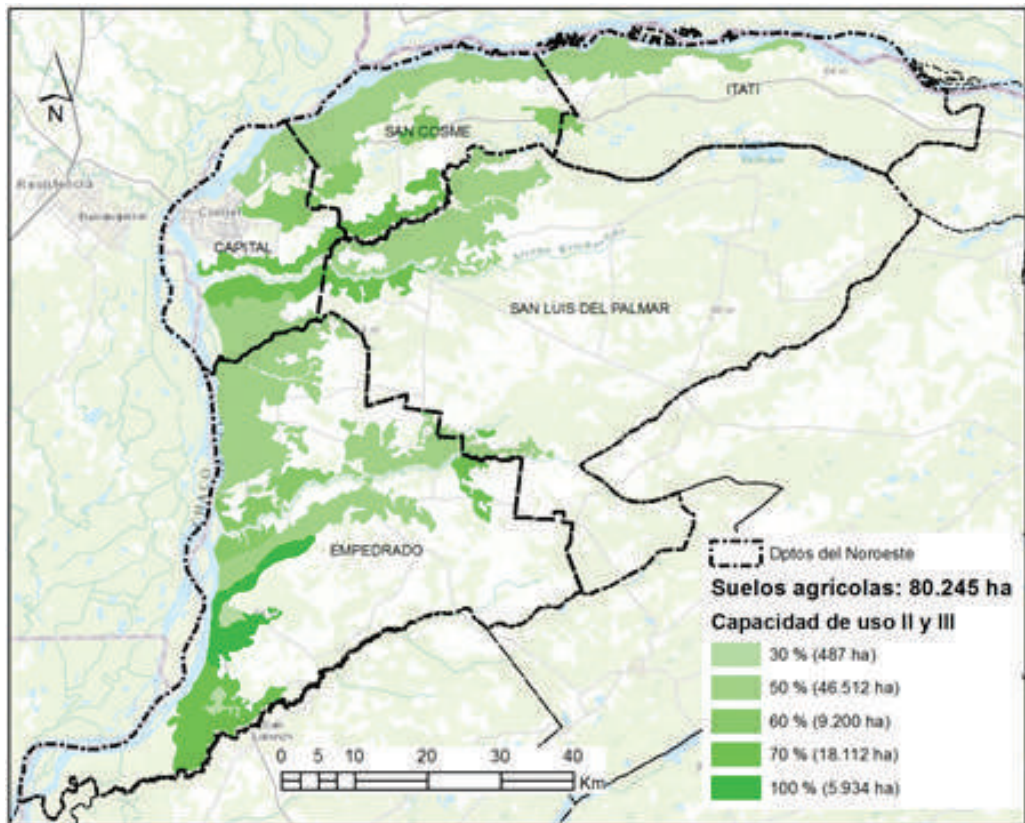 N
ITATI
SAN COSME
Resistencia
CAPITAL
SAN LUIS DEL PALMAR
EMPEDRADO
Dptos del Noroeste
Suelos agrícolas: 80.245 ha
Capacidad de uso II y III
30 % (487 ha)
50 % (46.512 ha)
60 % (9.200 ha)
70 % (18.112 ha)
100 % (5.934 ha)
0 5 10 20 30 40
Km